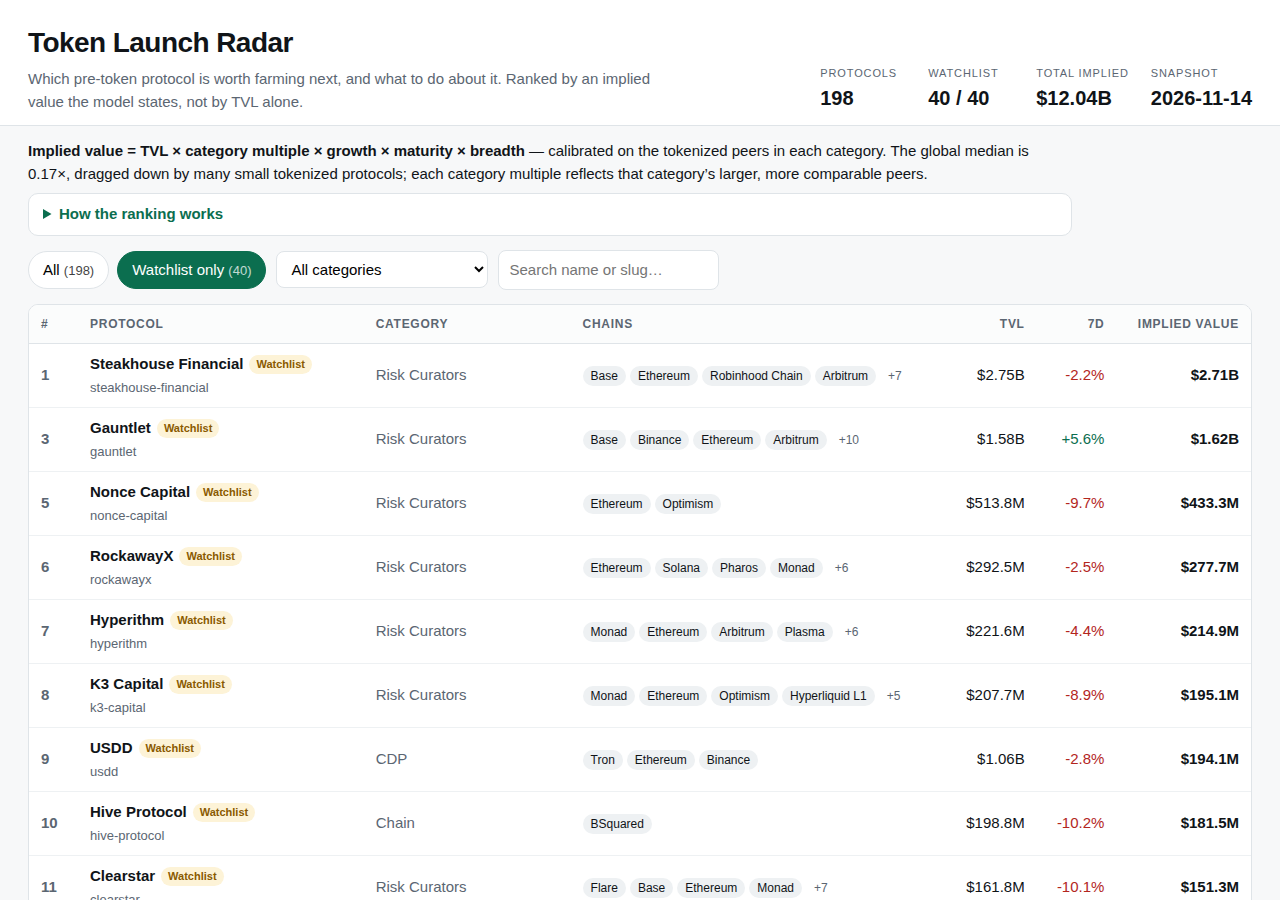 Token Launch Radar
Which pre-token protocol is worth farming next, and what to do about it. Ranked by an implied
value the model states, not by TVL alone.
PROTOCOLS WATCHLIST TOTAL IMPLIED SNAPSHOT
198 40 / 40 $12.04B 2026-11-14
Implied value = TVL × category multiple × growth × maturity × breadth — calibrated on the tokenized peers in each category. The global median is
0.17×, dragged down by many small tokenized protocols; each category multiple reflects that category’s larger, more comparable peers.
▶ How the ranking works
All (198) Watchlist only (40) All categories Search name or slug…
# PROTOCOL CATEGORY CHAINS TVL 7D IMPLIED VALUE
1 Steakhouse Financial Watchlist Risk Curators Base Ethereum Robinhood Chain Arbitrum +7 $2.75B -2.2% $2.71B
steakhouse-financial
3 Gauntlet Watchlist Risk Curators Base Binance Ethereum Arbitrum +10 $1.58B +5.6% $1.62B
gauntlet
5 Nonce Capital Watchlist Risk Curators Ethereum Optimism $513.8M -9.7% $433.3M
nonce-capital
6 RockawayX Watchlist Risk Curators Ethereum Solana Pharos Monad +6 $292.5M -2.5% $277.7M
rockawayx
7 Hyperithm Watchlist Risk Curators Monad Ethereum Arbitrum Plasma +6 $221.6M -4.4% $214.9M
hyperithm
8 K3 Capital Watchlist Risk Curators Monad Ethereum Optimism Hyperliquid L1 +5 $207.7M -8.9% $195.1M
k3-capital
9 USDD Watchlist CDP Tron Ethereum Binance $1.06B -2.8% $194.1M
usdd
10 Hive Protocol Watchlist Chain BSquared $198.8M -10.2% $181.5M
hive-protocol
11 Clearstar Watchlist Risk Curators Flare Base Ethereum Monad +7 $161.8M -10.1% $151.3M
clearstar